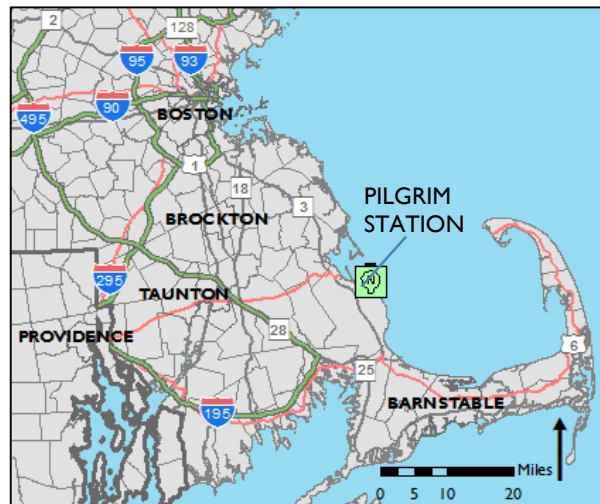 2
128
95
93
90
495
BOSTON
1
18
BROCKTON
3
PILGRIM
STATION
N
295
TAUNTON
PROVIDENCE
28
6
25
195
BARNSTABLE
Miles
0 5 10 20